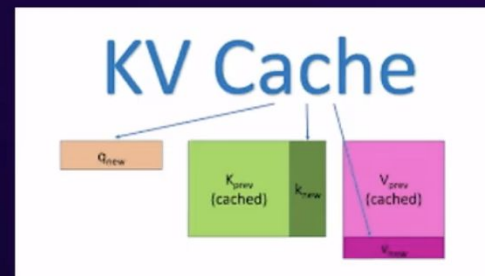 KV Cache
q_new
K_prev k_new V_prev
(cached) (cached)
v_new